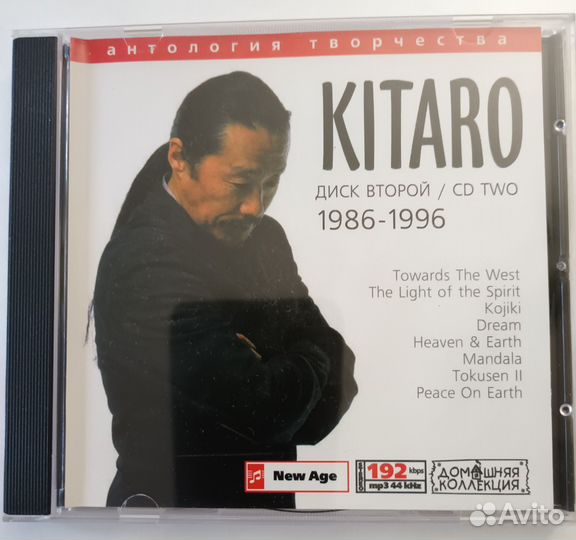 антология творчества
KITARO
ДИСК ВТОРОЙ / CD TWO
1986-1996
Towards The West
The Light of the Spirit
Kojiki
Dream
Heaven & Earth
Mandala
Tokusen II
Peace On Earth
New Age
STEREO
192 kbps
mp3 44 kHz
ДОМАШНЯЯ
КОЛЛЕКЦИЯ
Avito